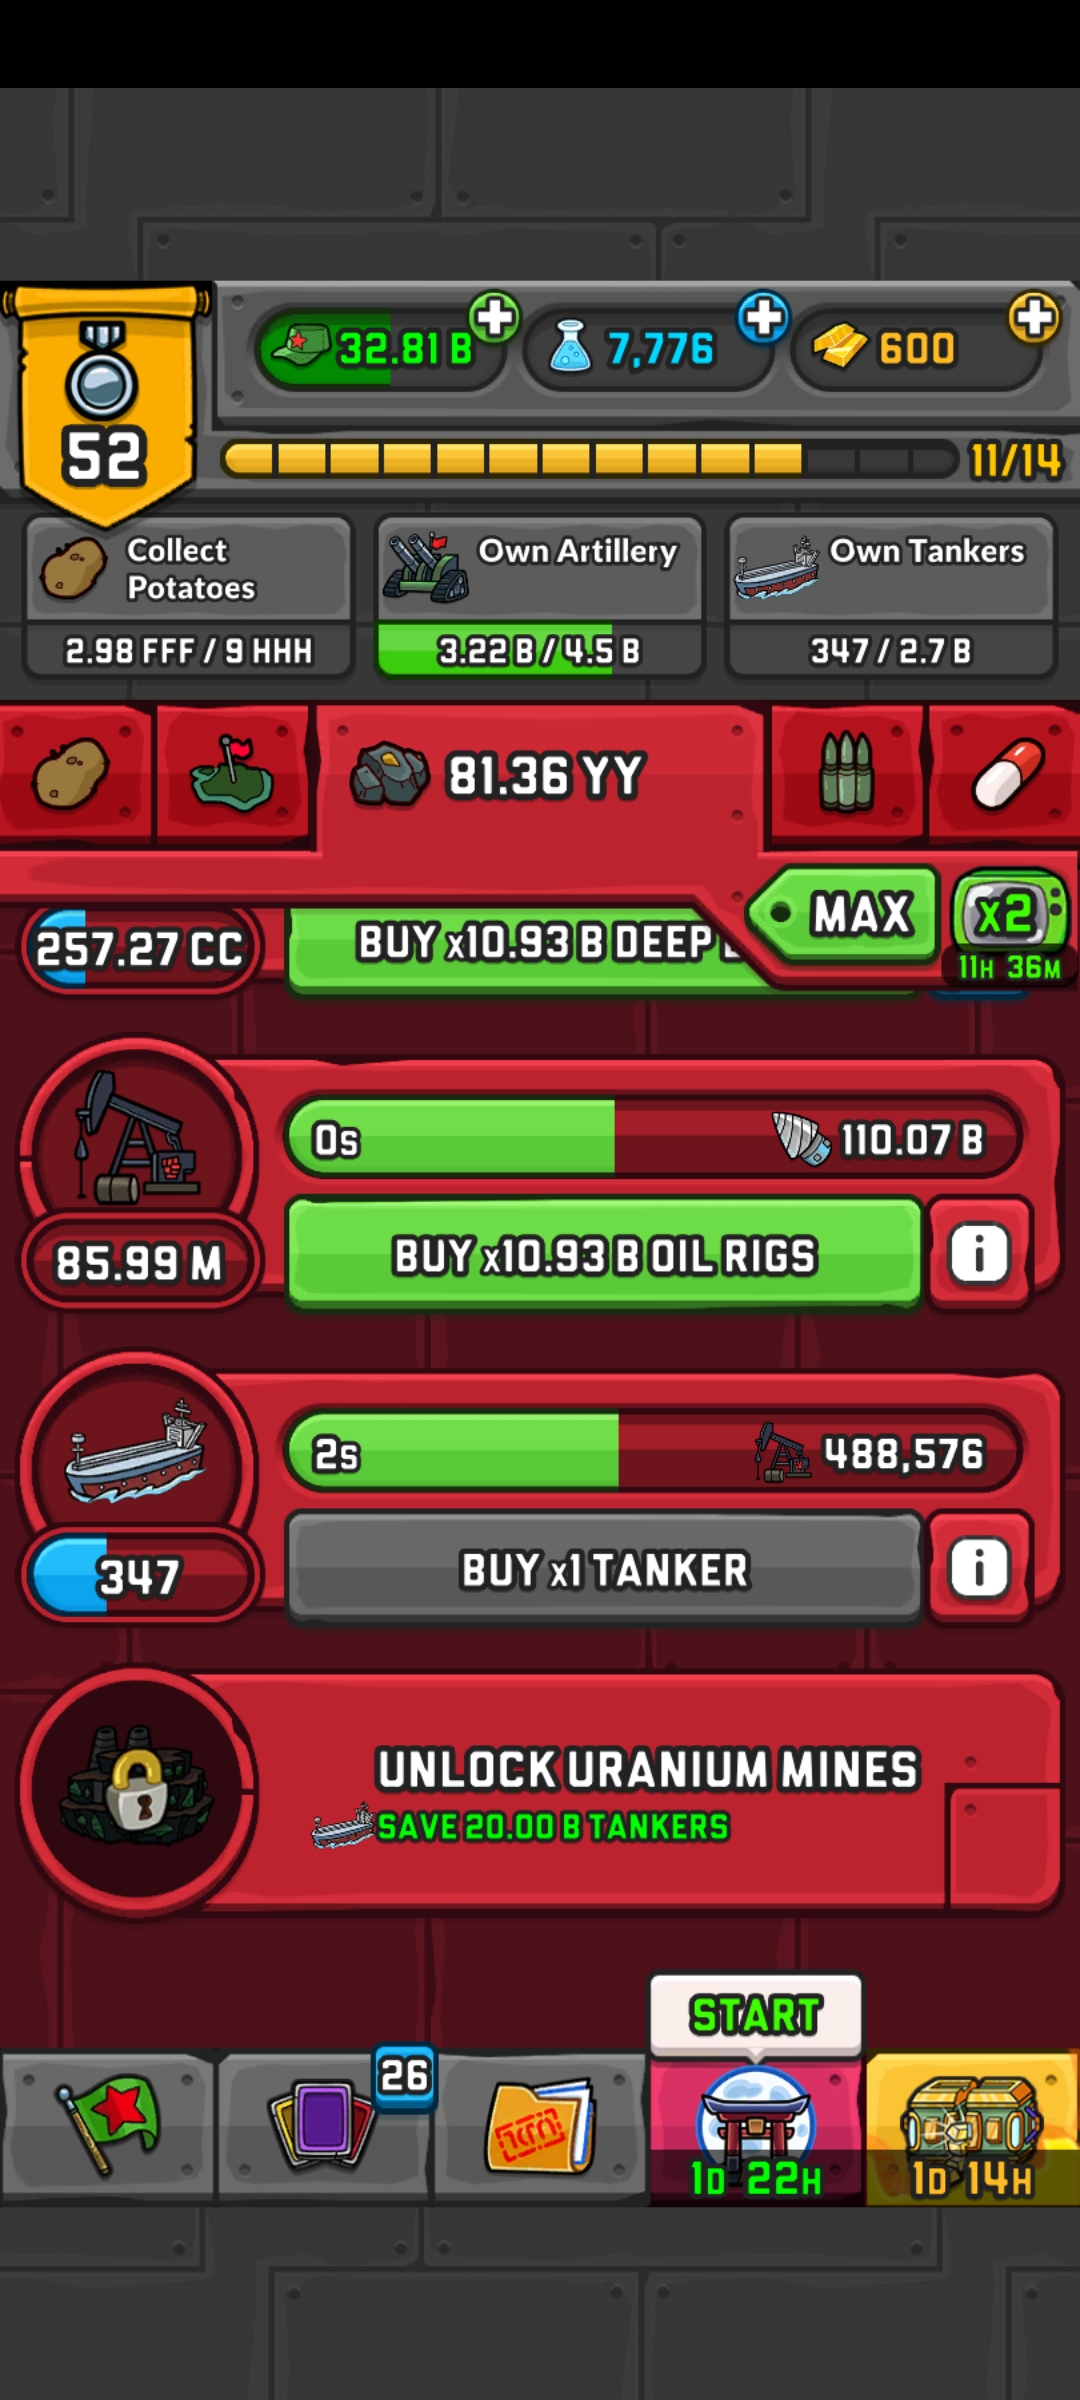 32.81 B
7,776
600
52
11/14
Collect
Potatoes
Own Artillery
Own Tankers
2.98 FFF / 9 HHH
3.22 B / 4.5 B
347 / 2.7 B
81.36 YY
MAX
x2
11H 36M
257.27 CC
BUY x10.93 B DEEP
0s
110.07 B
85.99 M
BUY x10.93 B OIL RIGS
i
2s
488,576
347
BUY x1 TANKER
i
UNLOCK URANIUM MINES
SAVE 20.00 B TANKERS
START
26
1D 22H
1D 14H